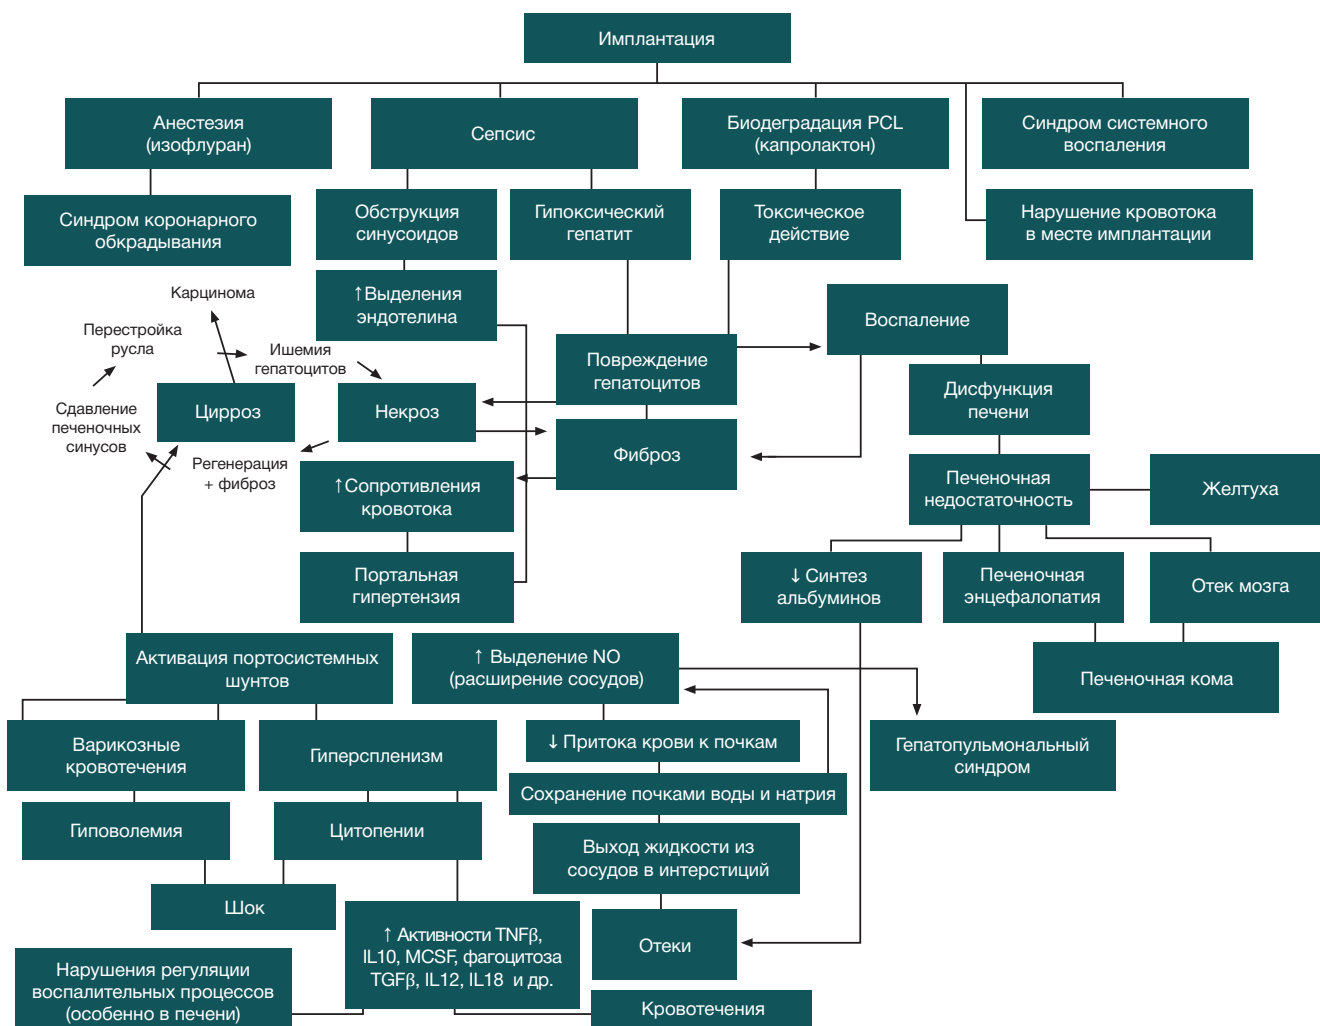 Имплантация
Анестезия
(изофлуран)
Сепсис
Биодеградация PCL
(капролактон)
Синдром системного
воспаления
Синдром коронарного
обкрадывания
Обструкция
синусоидов
Гипоксический
гепатит
Токсическое
действие
Нарушение кровотока
в месте имплантации
↑Выделения
эндотелина
Карцинома
Перестройка
русла
Ишемия
гепатоцитов
Воспаление
Повреждение
гепатоцитов
Сдавление
печеночных
синусов
Цирроз
Некроз
Дисфункция
печени
Регенерация
+ фиброз
Фиброз
↑Сопротивления
кровотока
Печеночная
недостаточность
Желтуха
Портальная
гипертензия
↓ Синтез
альбуминов
Печеночная
энцефалопатия
Отек мозга
Активация портосистемных
шунтов
↑ Выделение NO
(расширение сосудов)
Печеночная кома
Варикозные
кровотечения
Гиперспленизм
↓ Притока крови к почкам
Гепатопульмональный
синдром
Сохранение почками воды и натрия
Гиповолемия
Цитопении
Выход жидкости из
сосудов в интерстиций
Шок
↑ Активности TNFβ,
IL10, MCSF, фагоцитоза
TGFβ, IL12, IL18 и др.
Отеки
Нарушения регуляции
воспалительных процессов
(особенно в печени)
Кровотечения